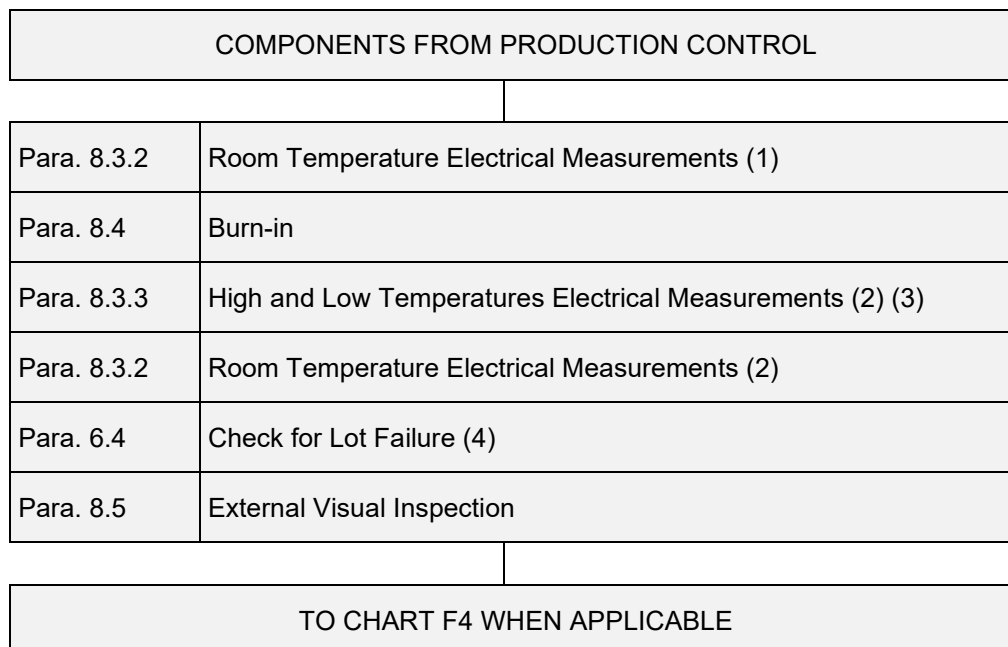 COMPONENTS FROM PRODUCTION CONTROL
Para. 8.3.2 Room Temperature Electrical Measurements (1)
Para. 8.4 Burn-in
Para. 8.3.3 High and Low Temperatures Electrical Measurements (2) (3)
Para. 8.3.2 Room Temperature Electrical Measurements (2)
Para. 6.4 Check for Lot Failure (4)
Para. 8.5 External Visual Inspection
TO CHART F4 WHEN APPLICABLE